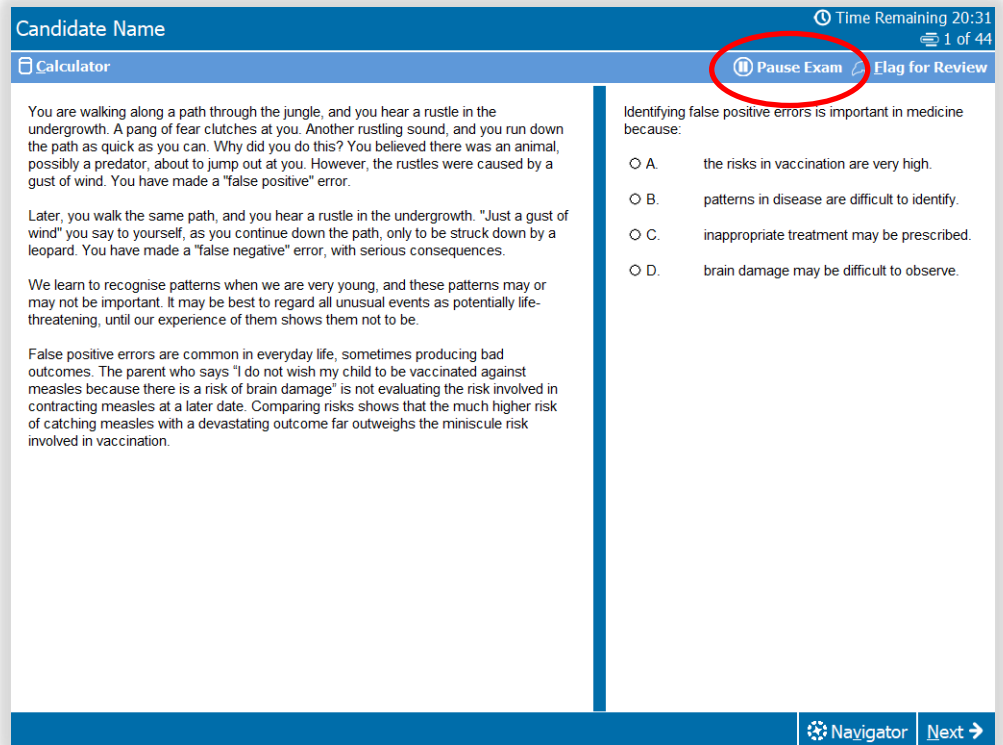 Candidate Name
Time Remaining 20:31
1 of 44
Calculator
Pause Exam
Flag for Review
You are walking along a path through the jungle, and you hear a rustle in the
undergrowth. A pang of fear clutches at you. Another rustling sound, and you run down
the path as quick as you can. Why did you do this? You believed there was an animal,
possibly a predator, about to jump out at you. However, the rustles were caused by a
gust of wind. You have made a "false positive" error.
Later, you walk the same path, and you hear a rustle in the undergrowth. "Just a gust of
wind" you say to yourself, as you continue down the path, only to be struck down by a
leopard. You have made a "false negative" error, with serious consequences.
We learn to recognise patterns when we are very young, and these patterns may or
may not be important. It may be best to regard all unusual events as potentially life-
threatening, until our experience of them shows them not to be.
False positive errors are common in everyday life, sometimes producing bad
outcomes. The parent who says "I do not wish my child to be vaccinated against
measles because there is a risk of brain damage" is not evaluating the risk involved in
contracting measles at a later date. Comparing risks shows that the much higher risk
of catching measles with a devastating outcome far outweighs the miniscule risk
involved in vaccination.
Identifying false positive errors is important in medicine
because:
A. the risks in vaccination are very high.
B. patterns in disease are difficult to identify.
C. inappropriate treatment may be prescribed.
D. brain damage may be difficult to observe.
Navigator
Next